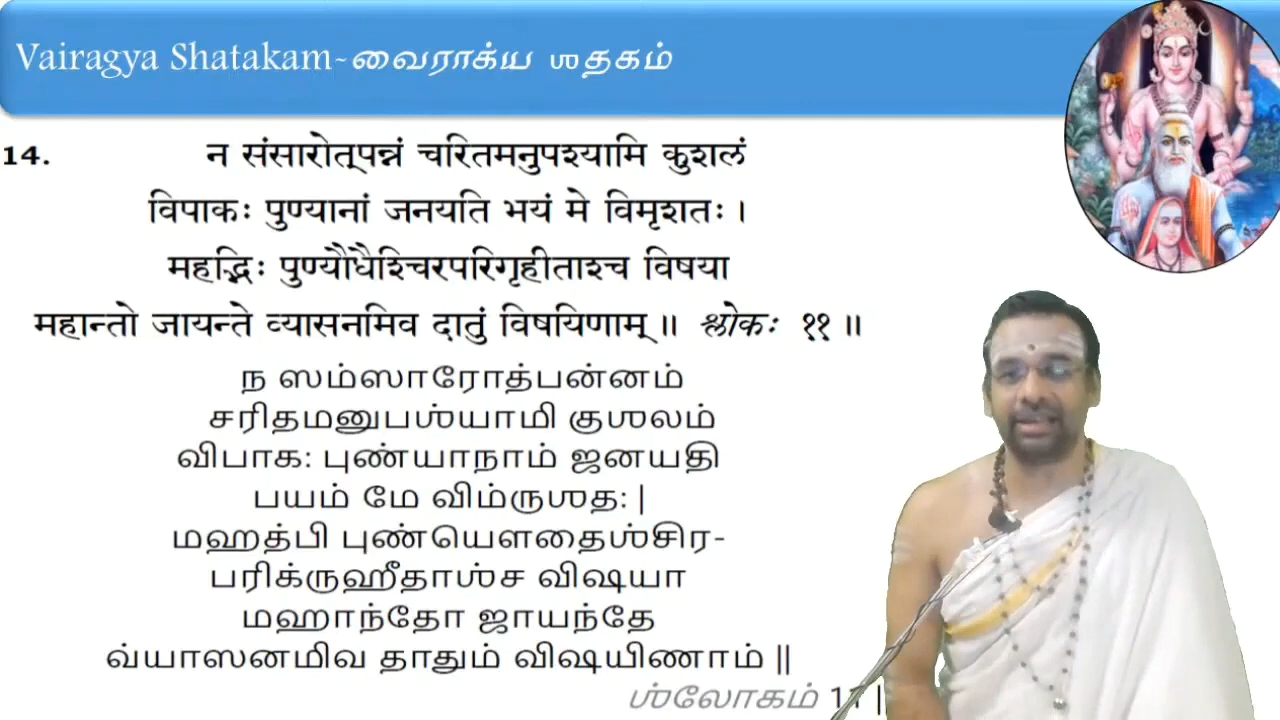 Vairagya Shatakam-வைராக்ய ஶதகம்
14. न संसारोत्पन्नं चरितमनुपश्यामि कुशलं
विपाकः पुण्यानां जनयति भयं मे विमृशतः ।
महद्भिः पुण्यौधैश्चिरपरिगृहीताश्च विषया
महान्तो जायन्ते व्यासनमिव दातुं विषयिणाम् ॥ श्लोकः ११ ॥
ந ஸம்ஸாரோத்பன்னம்
சரிதமனுபஶ்யாமி குஶலம்
விபாக: புண்யாநாம் ஜனயதி
பயம் மே விம்ருஶத: |
மஹத்பி புண்யௌதைஶ்சிர-
பரிக்ருஹீதாஶ்ச விஷயா
மஹாந்தோ ஜாயந்தே
வ்யாஸனமிவ தாதும் விஷயிணாம் ||
ஶ்லோகம் 11 ||